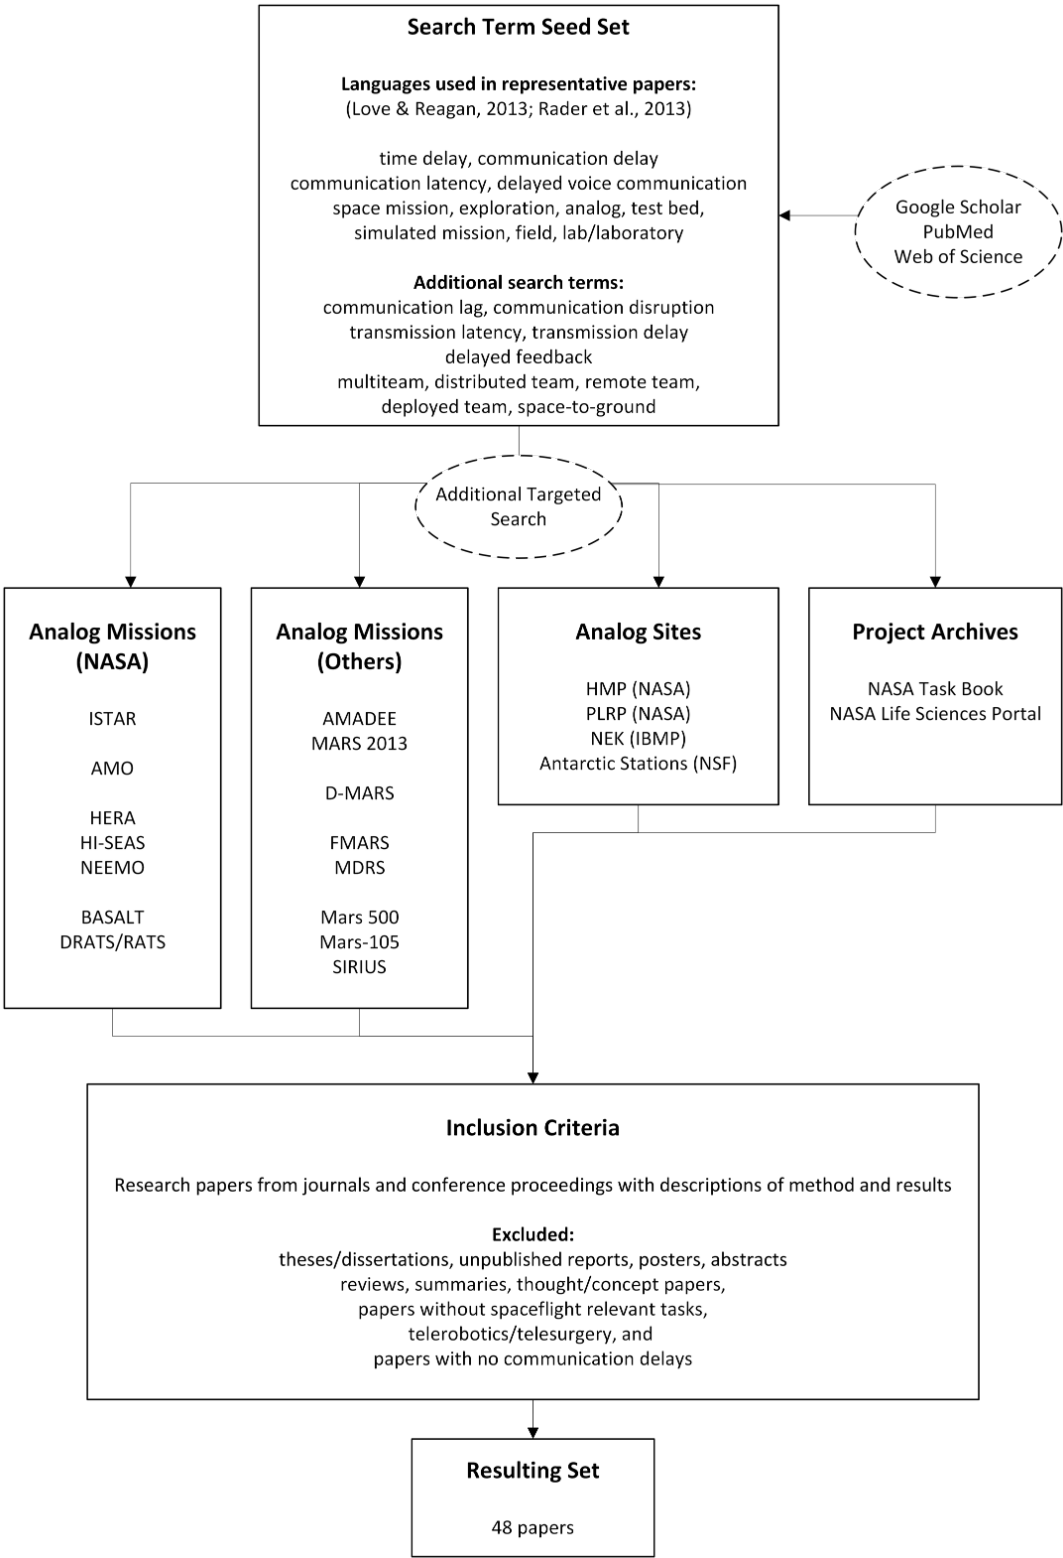 Search Term Seed Set
Languages used in representative papers:
(Love & Reagan, 2013; Rader et al., 2013)
time delay, communication delay
communication latency, delayed voice communication
space mission, exploration, analog, test bed,
simulated mission, field, lab/laboratory
Additional search terms:
communication lag, communication disruption
transmission latency, transmission delay
delayed feedback
multiteam, distributed team, remote team,
deployed team, space-to-ground
Google Scholar
PubMed
Web of Science
Additional Targeted
Search
Analog Missions
(NASA)
ISTAR
AMO
HERA
HI-SEAS
NEEMO
BASALT
DRATS/RATS
Analog Missions
(Others)
AMADEE
MARS 2013
D-MARS
FMARS
MDRS
Mars 500
Mars-105
SIRIUS
Analog Sites
HMP (NASA)
PLRP (NASA)
NEK (IBMP)
Antarctic Stations (NSF)
Project Archives
NASA Task Book
NASA Life Sciences Portal
Inclusion Criteria
Research papers from journals and conference proceedings with descriptions of method and results
Excluded:
theses/dissertations, unpublished reports, posters, abstracts
reviews, summaries, thought/concept papers,
papers without spaceflight relevant tasks,
telerobotics/telesurgery, and
papers with no communication delays
Resulting Set
48 papers